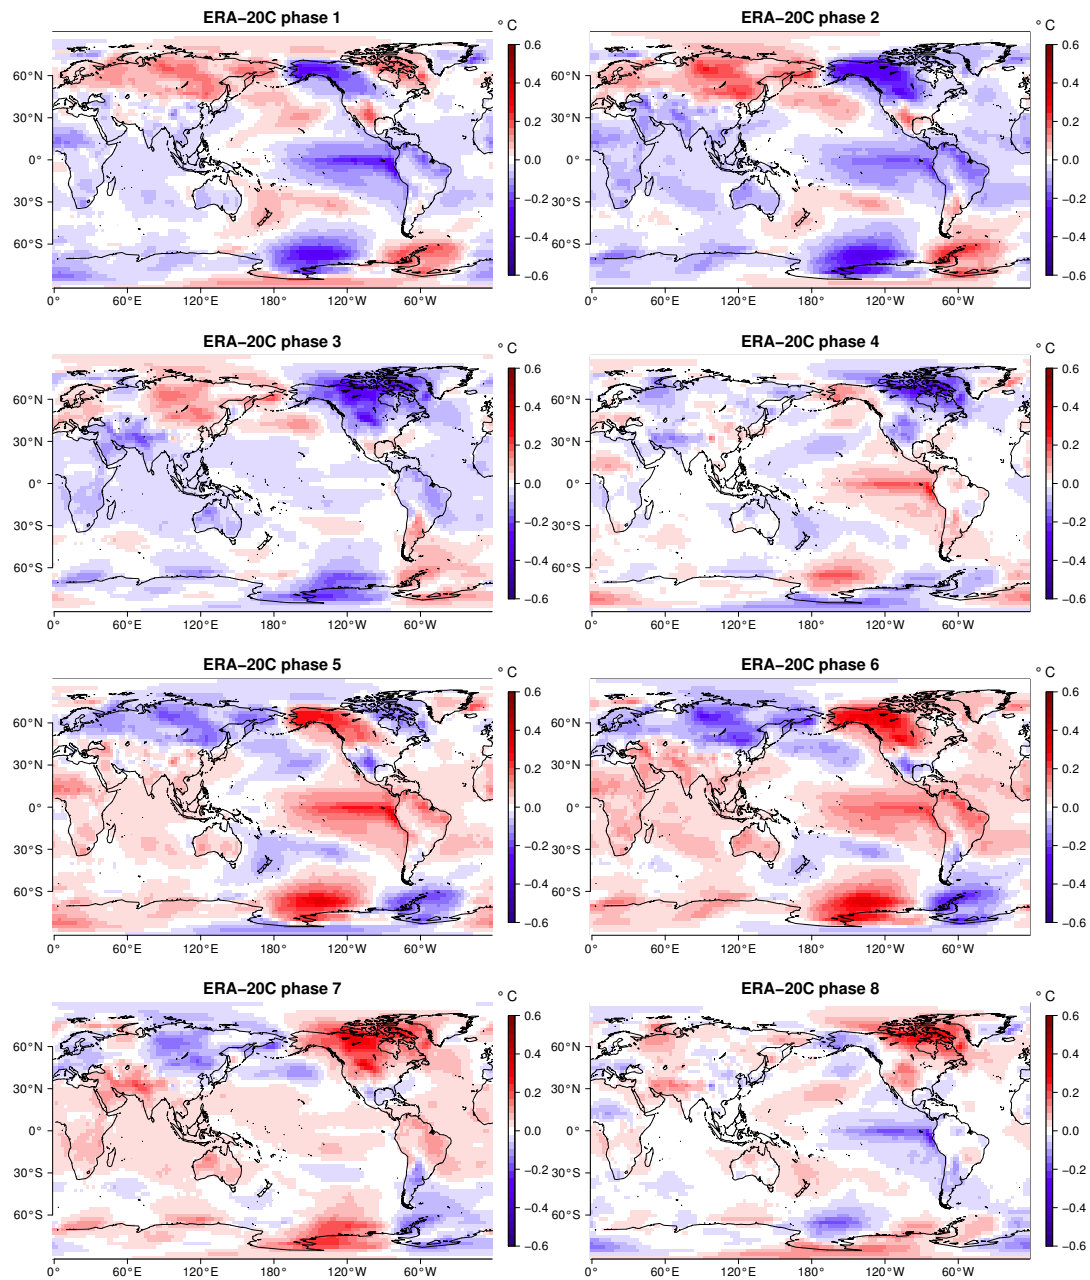 ERA−20C phase 1
° C
60°N
30°N
0°
30°S
60°S
0° 60°E 120°E 180 120°W 60°W
0.6
0.4
0.2
0.0
−0.2
−0.4
−0.6
ERA−20C phase 2
° C
60°N
30°N
0°
30°S
60°S
0° 60°E 120°E 180 120°W 60°W
0.6
0.4
0.2
0.0
−0.2
−0.4
−0.6
ERA−20C phase 3
° C
60°N
30°N
0°
30°S
60°S
0° 60°E 120°E 180 120°W 60°W
0.6
0.4
0.2
0.0
−0.2
−0.4
−0.6
ERA−20C phase 4
° C
60°N
30°N
0°
30°S
60°S
0° 60°E 120°E 180 120°W 60°W
0.6
0.4
0.2
0.0
−0.2
−0.4
−0.6
ERA−20C phase 5
° C
60°N
30°N
0°
30°S
60°S
0° 60°E 120°E 180 120°W 60°W
0.6
0.4
0.2
0.0
−0.2
−0.4
−0.6
ERA−20C phase 6
° C
60°N
30°N
0°
30°S
60°S
0° 60°E 120°E 180 120°W 60°W
0.6
0.4
0.2
0.0
−0.2
−0.4
−0.6
ERA−20C phase 7
° C
60°N
30°N
0°
30°S
60°S
0° 60°E 120°E 180 120°W 60°W
0.6
0.4
0.2
0.0
−0.2
−0.4
−0.6
ERA−20C phase 8
° C
60°N
30°N
0°
30°S
60°S
0° 60°E 120°E 180 120°W 60°W
0.6
0.4
0.2
0.0
−0.2
−0.4
−0.6